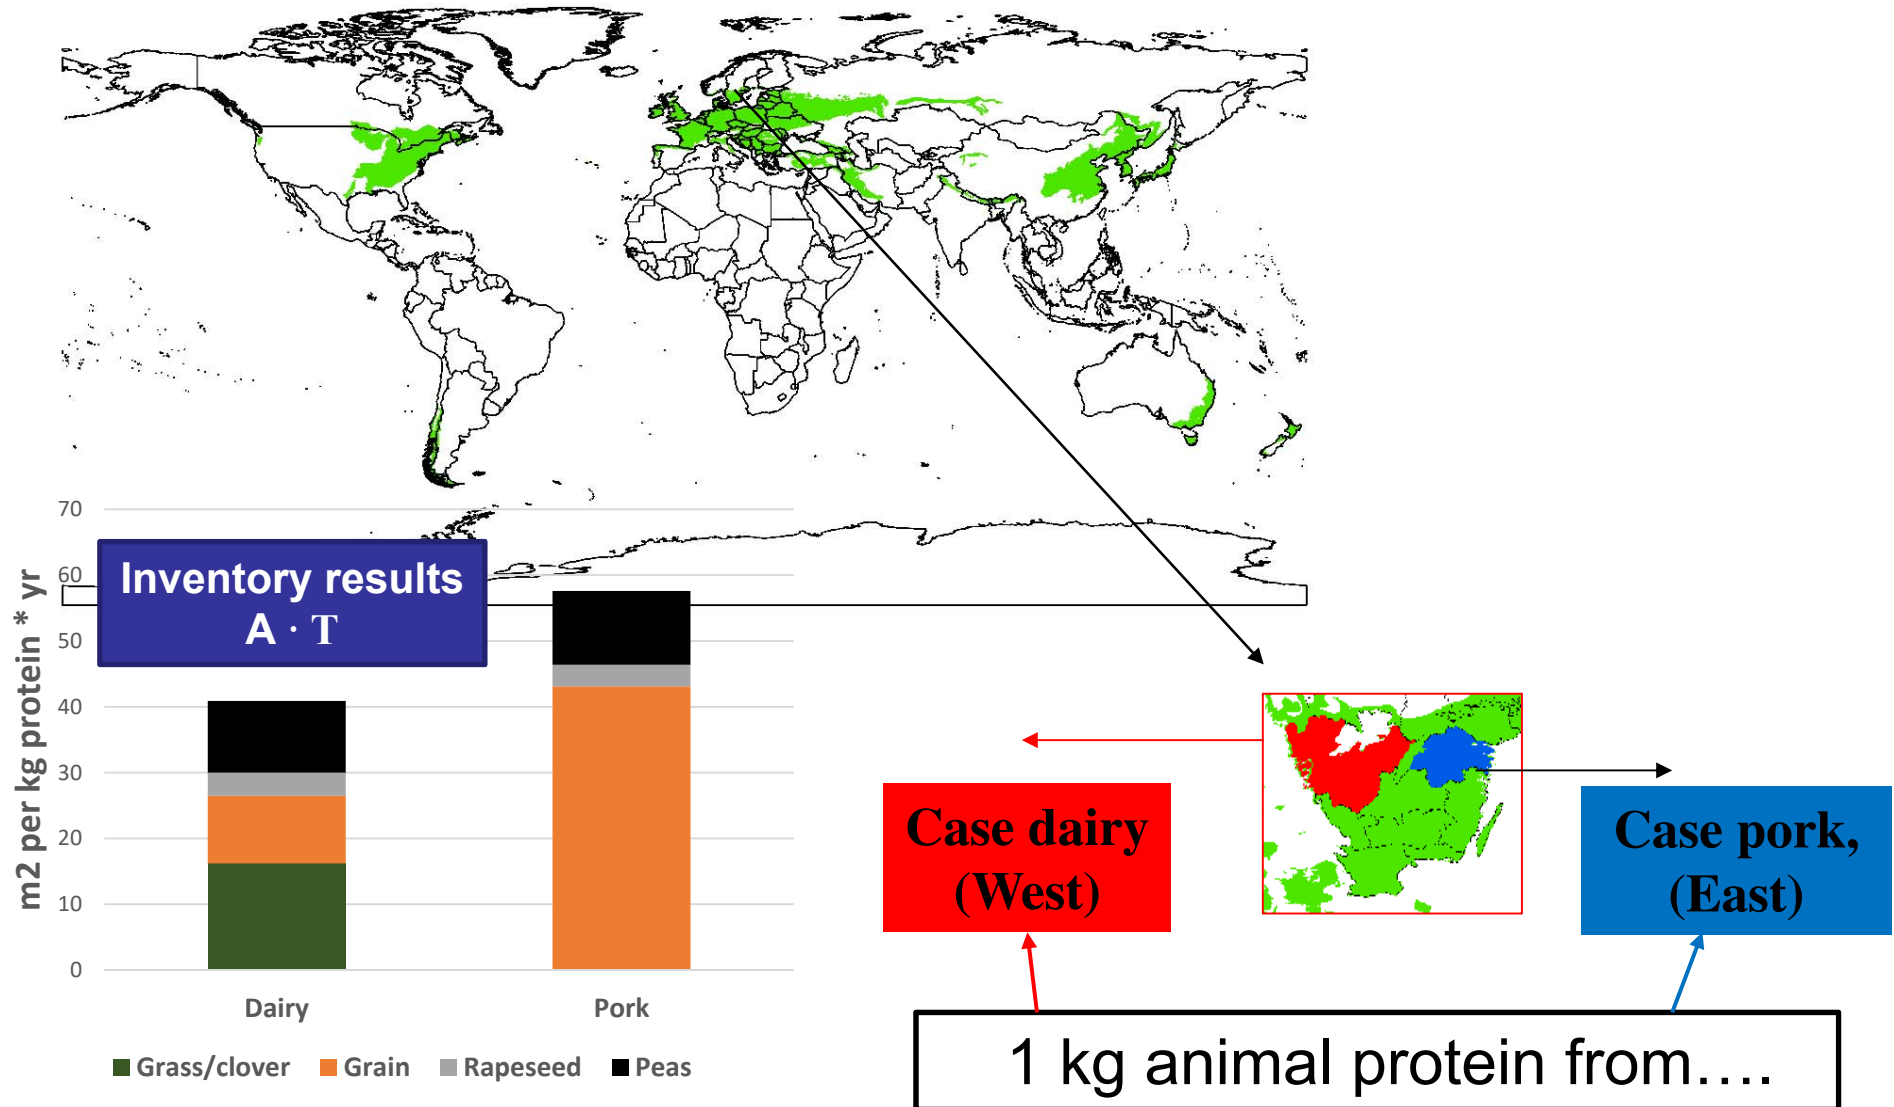 70
60
50
40
30
20
10
0
m2 per kg protein * yr
Inventory results
A · T
Dairy
Pork
Grass/clover
Grain
Rapeseed
Peas
Case dairy
(West)
Case pork,
(East)
1 kg animal protein from….